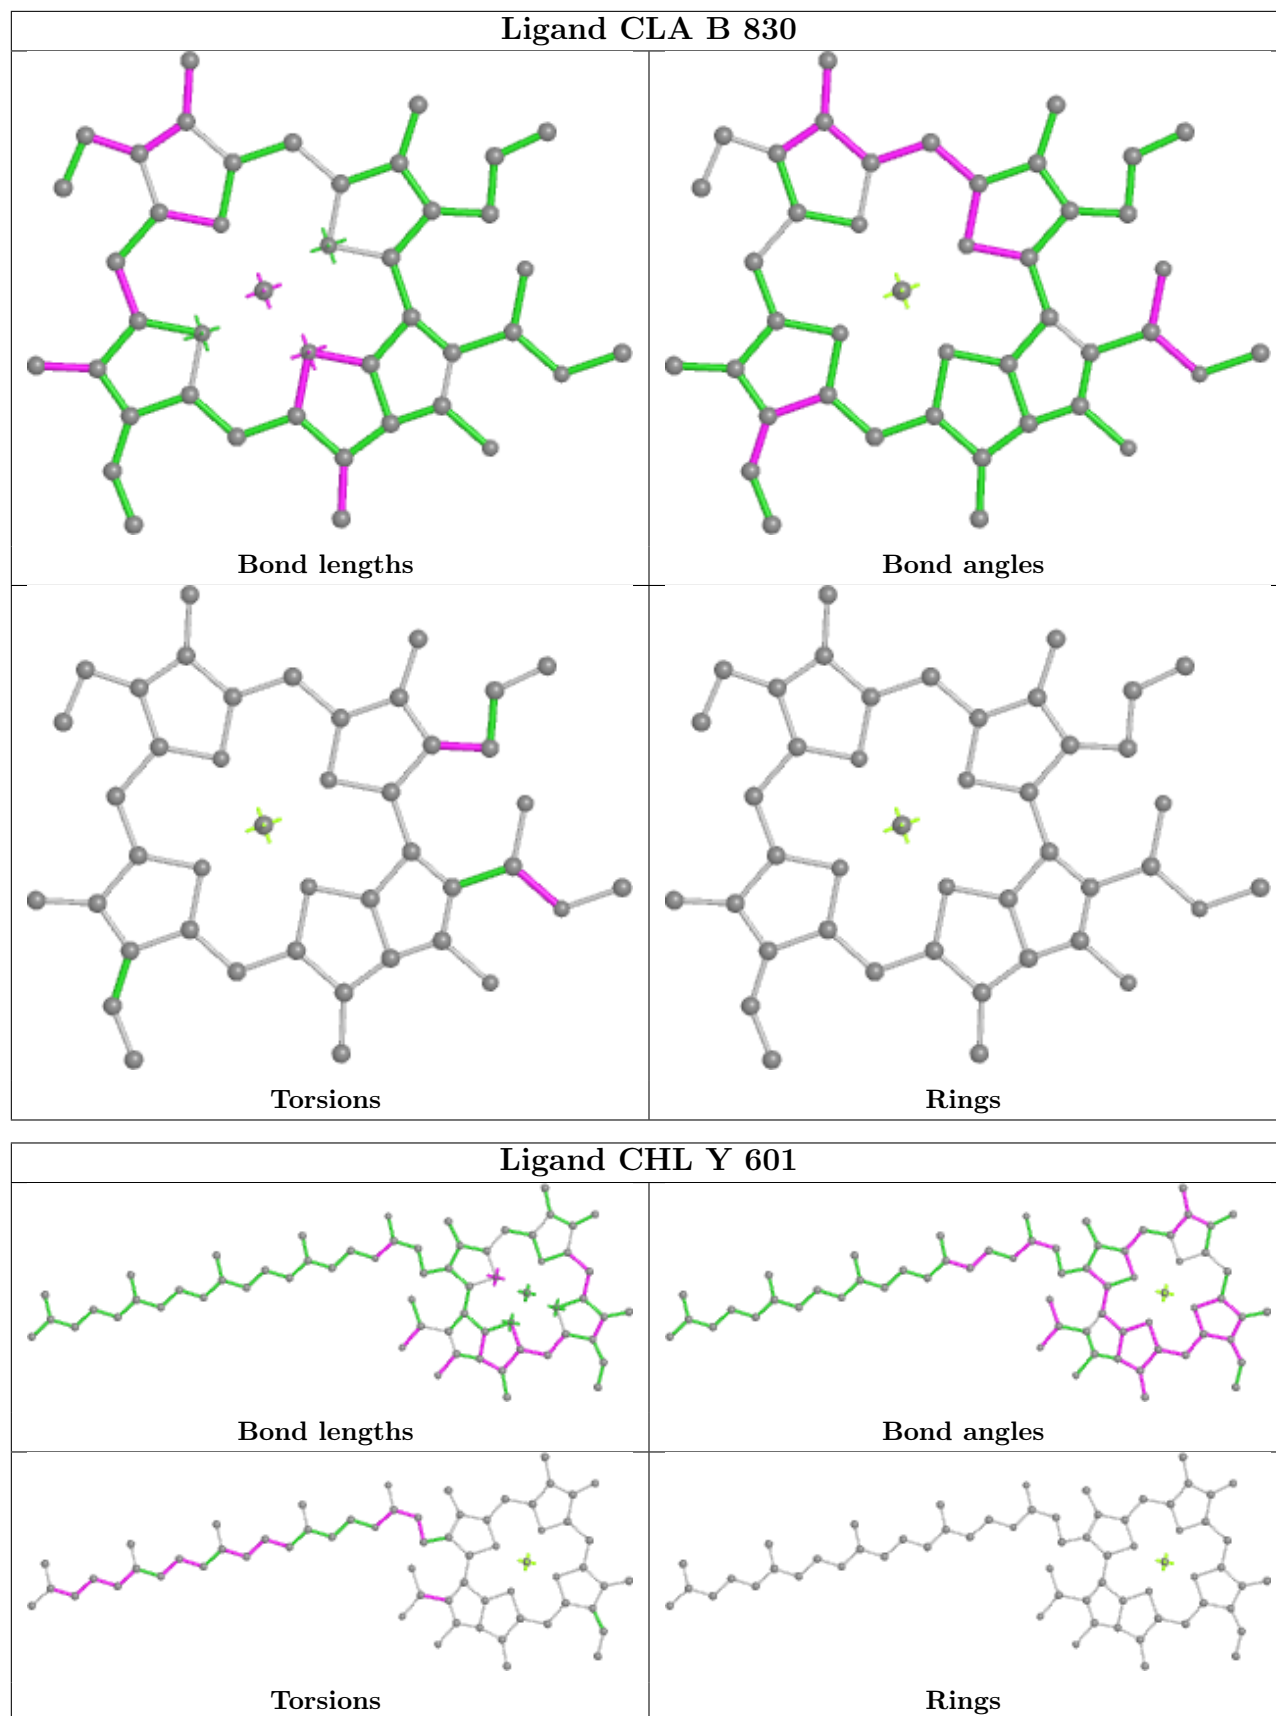 Ligand CLA B 830
Bond lengths
Bond angles
Torsions
Rings
Ligand CHL Y 601
Bond lengths
Bond angles
Torsions
Rings